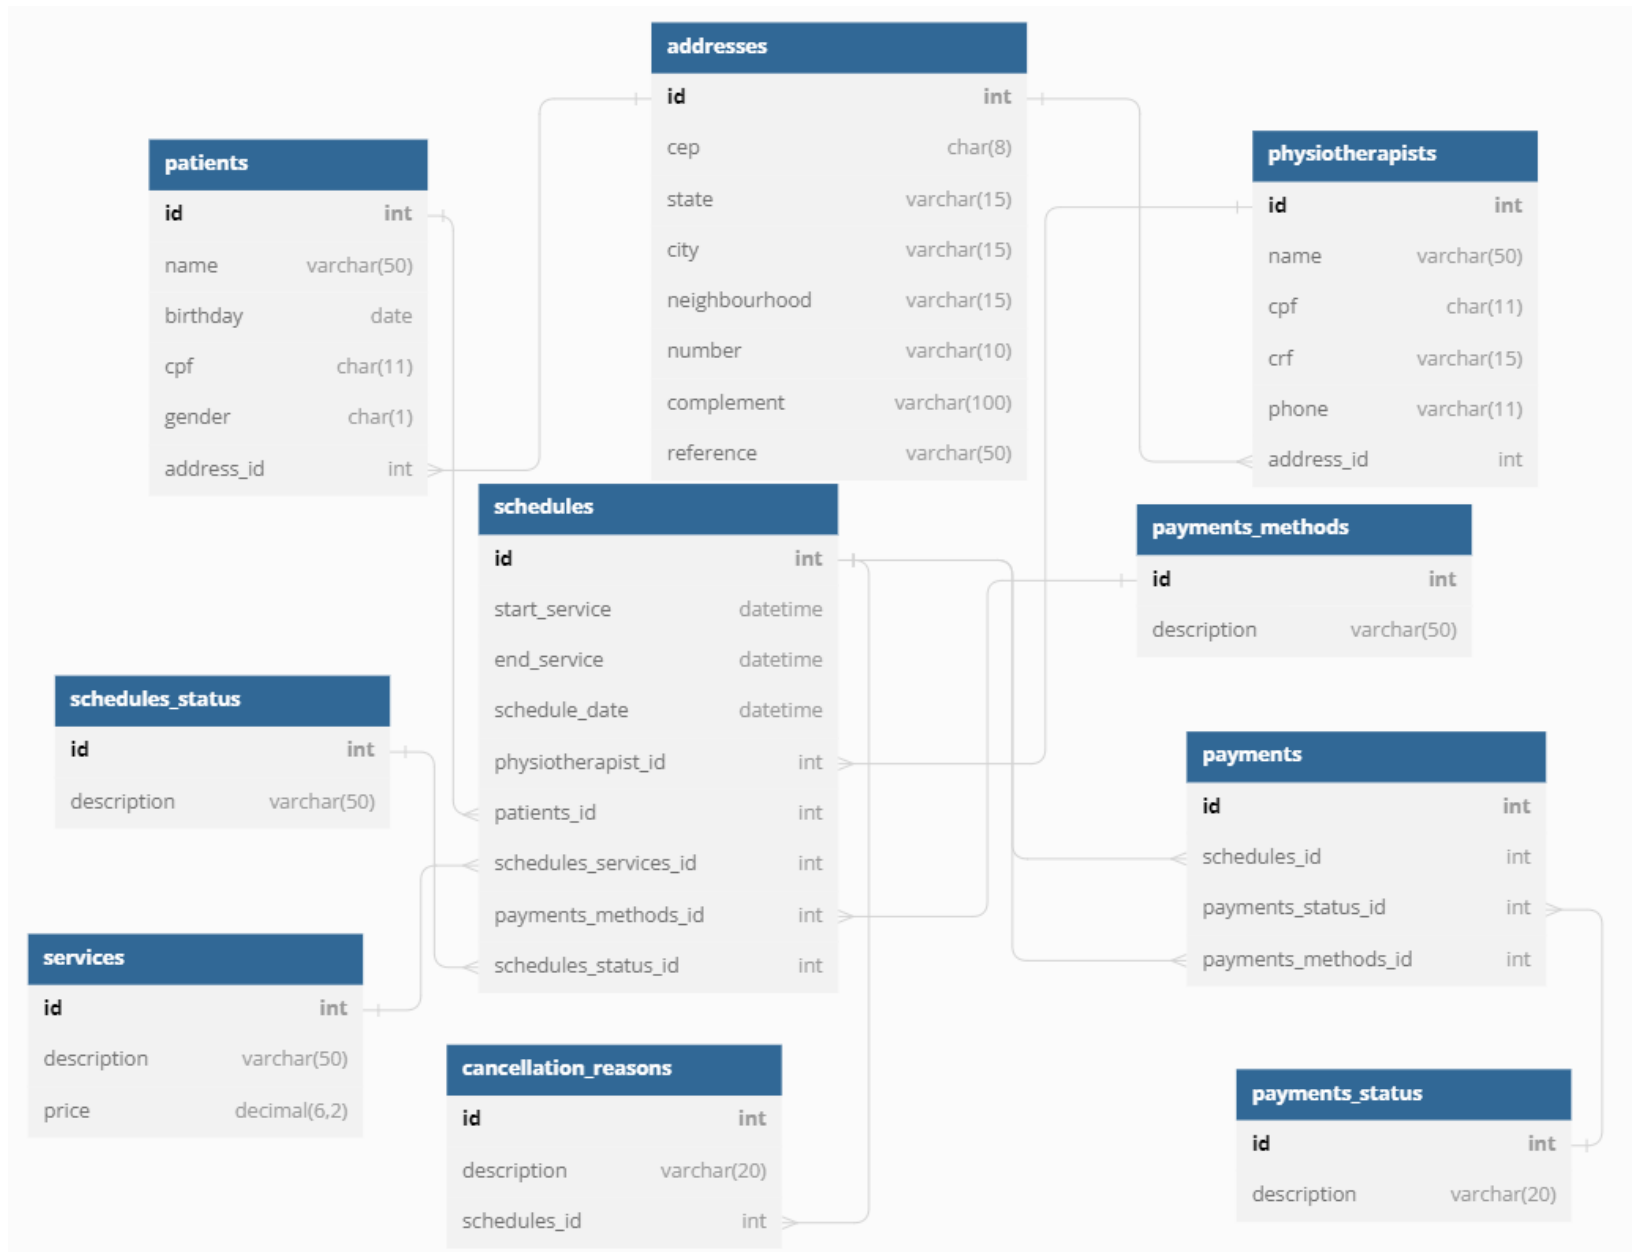 addresses
id int
cep char(8)
state varchar(15)
city varchar(15)
neighbourhood varchar(15)
number varchar(10)
complement varchar(100)
reference varchar(50)
patients
id int
name varchar(50)
birthday date
cpf char(11)
gender char(1)
address_id int
physiotherapists
id int
name varchar(50)
cpf char(11)
crf varchar(15)
phone varchar(11)
address_id int
schedules
id int
start_service datetime
end_service datetime
schedule_date datetime
physiotherapist_id int
patients_id int
schedules_services_id int
payments_methods_id int
schedules_status_id int
payments_methods
id int
description varchar(50)
schedules_status
id int
description varchar(50)
payments
id int
schedules_id int
payments_status_id int
payments_methods_id int
services
id int
description varchar(50)
price decimal(6,2)
cancellation_reasons
id int
description varchar(20)
schedules_id int
payments_status
id int
description varchar(20)